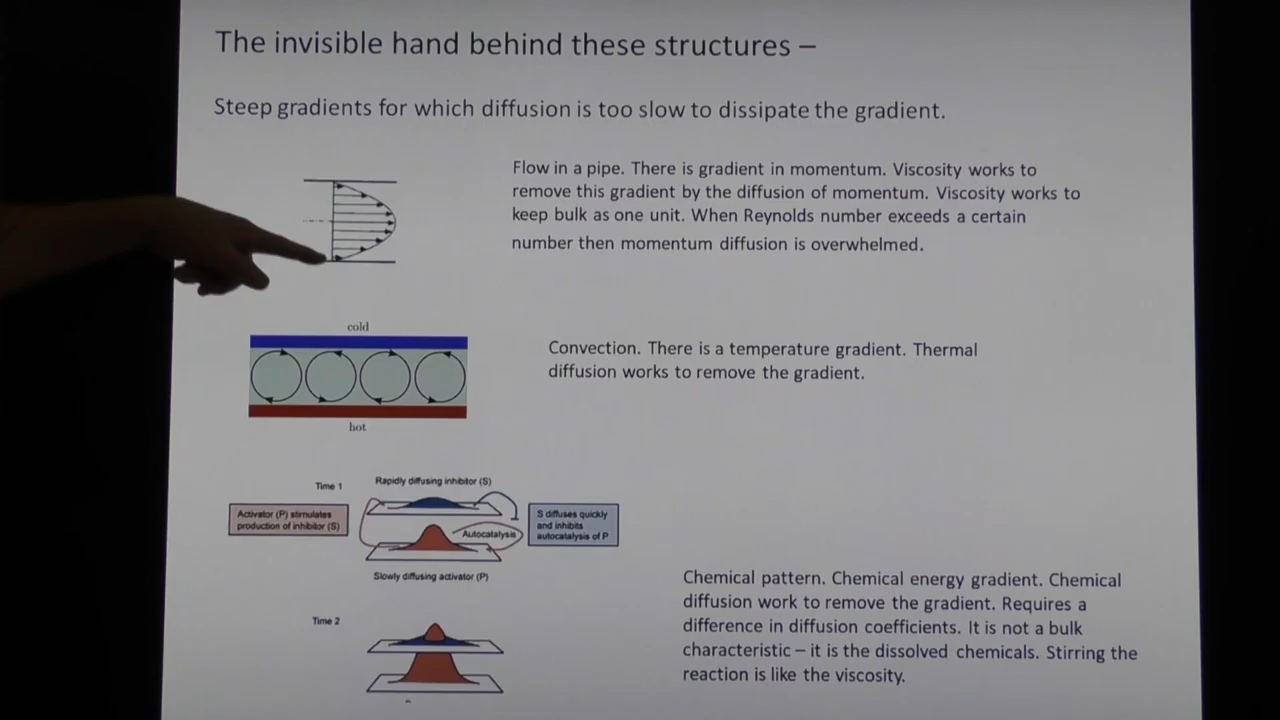 The invisible hand behind these structures –
Steep gradients for which diffusion is too slow to dissipate the gradient.
Flow in a pipe. There is gradient in momentum. Viscosity works to
remove this gradient by the diffusion of momentum. Viscosity works to
keep bulk as one unit. When Reynolds number exceeds a certain
number then momentum diffusion is overwhelmed.
cold
hot
Convection. There is a temperature gradient. Thermal
diffusion works to remove the gradient.
Time 1
Rapidly diffusing inhibitor (S)
Activator (P) stimulates
production of inhibitor (S)
Autocatalysis
S diffuses quickly
and inhibits
autocatalysis of P
Slowly diffusing activator (P)
Time 2
Chemical pattern. Chemical energy gradient. Chemical
diffusion work to remove the gradient. Requires a
difference in diffusion coefficients. It is not a bulk
characteristic – it is the dissolved chemicals. Stirring the
reaction is like the viscosity.